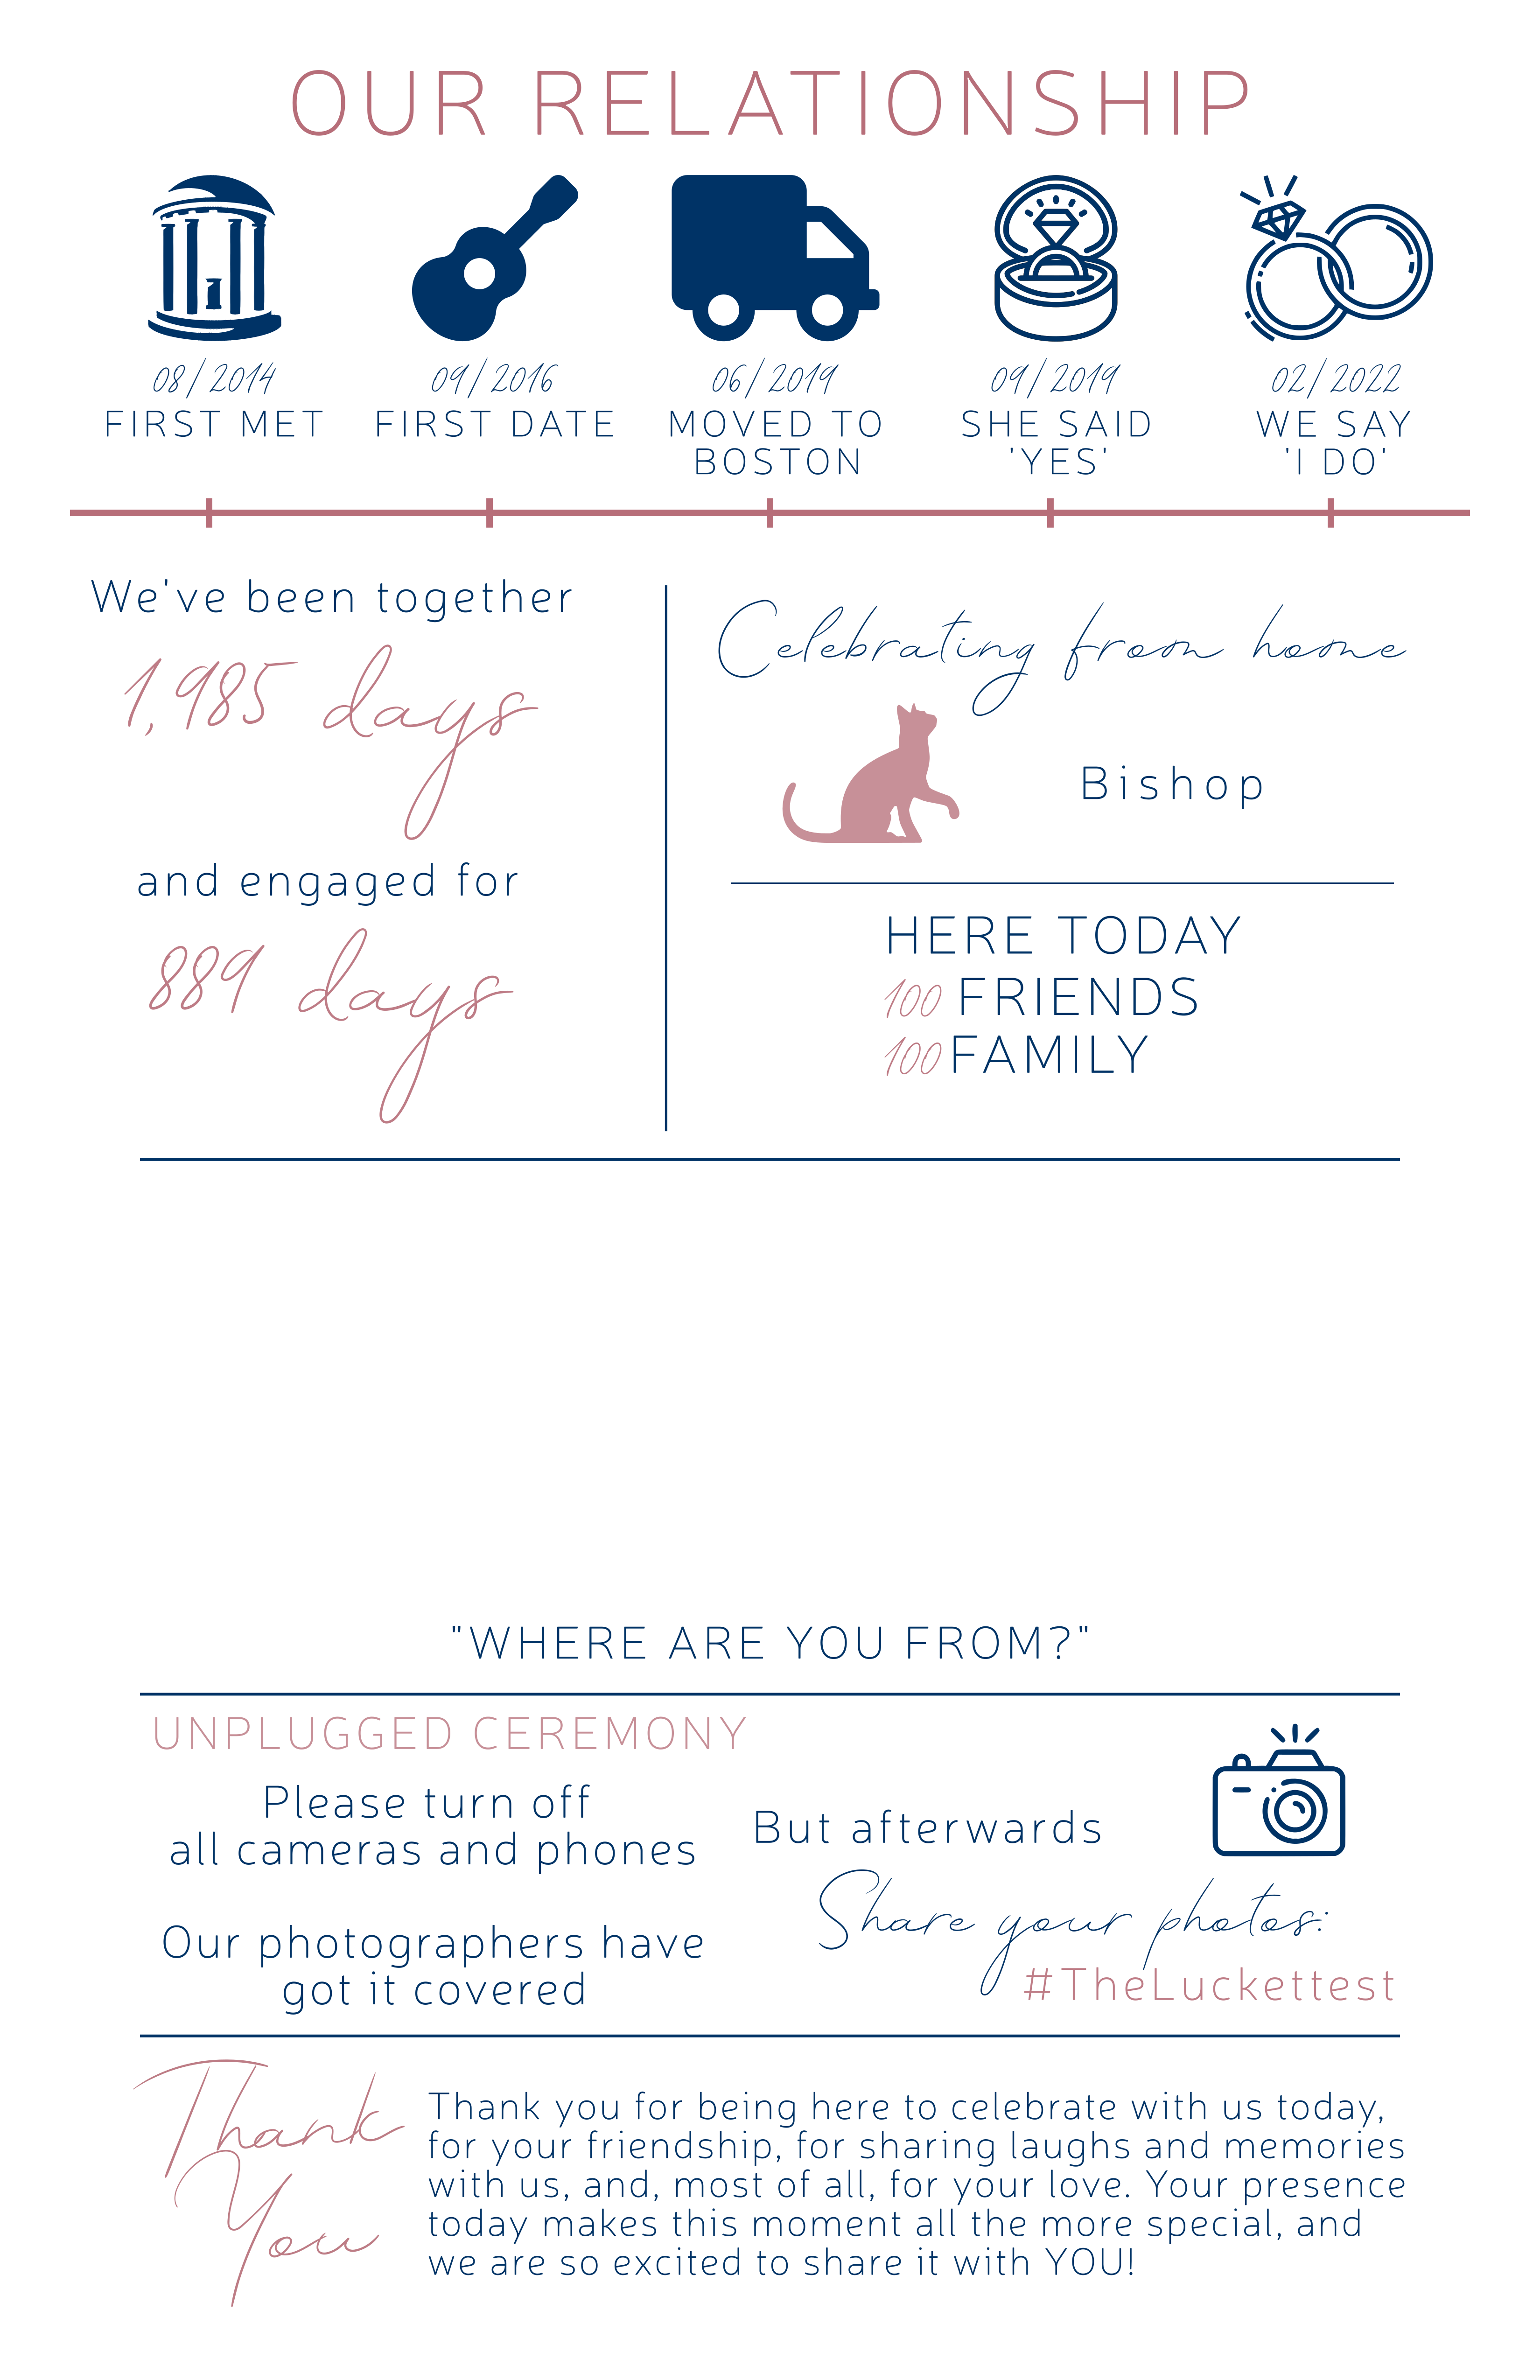 OUR RELATIONSHIP
08/2014
FIRST MET
09/2016
FIRST DATE
06/2019
MOVED TO
BOSTON
09/2019
SHE SAID
'YES'
02/2022
WE SAY
'I DO'
We've been together
1,985 days
and engaged for
889 days
Celebrating from home
Bishop
HERE TODAY
100 FRIENDS
100 FAMILY
"WHERE ARE YOU FROM?"
UNPLUGGED CEREMONY
Please turn off
all cameras and phones
Our photographers have
got it covered
But afterwards
Share your photos:
#TheLuckettest
Thank
You
Thank you for being here to celebrate with us today,
for your friendship, for sharing laughs and memories
with us, and, most of all, for your love. Your presence
today makes this moment all the more special, and
we are so excited to share it with YOU!